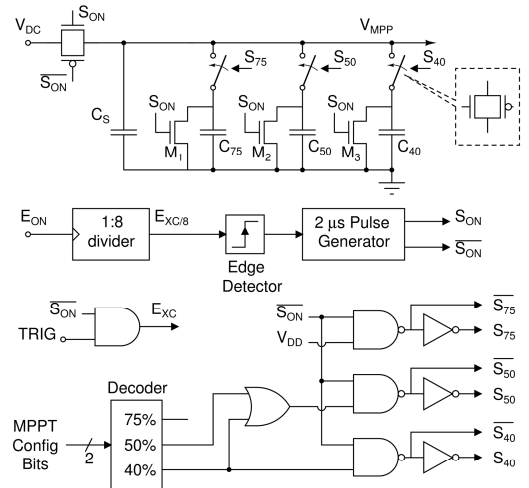 S_ON
V_DC
V_MPP
S̅_O̅N̅
S_75
S_50
S_40
S_ON
S_ON
S_ON
C_S
M_1
C_75
M_2
C_50
M_3
C_40
E_ON
1:8
divider
E_XC/8
Edge
Detector
2 μs Pulse
Generator
S_ON
S̅_O̅N̅
S̅_O̅N̅
TRIG
E_XC
S̅_O̅N̅
V_DD
S̅_7̅5̅
S_75
S̅_5̅0̅
S_50
S̅_4̅0̅
S_40
Decoder
75%
50%
40%
MPPT
Config
Bits
2